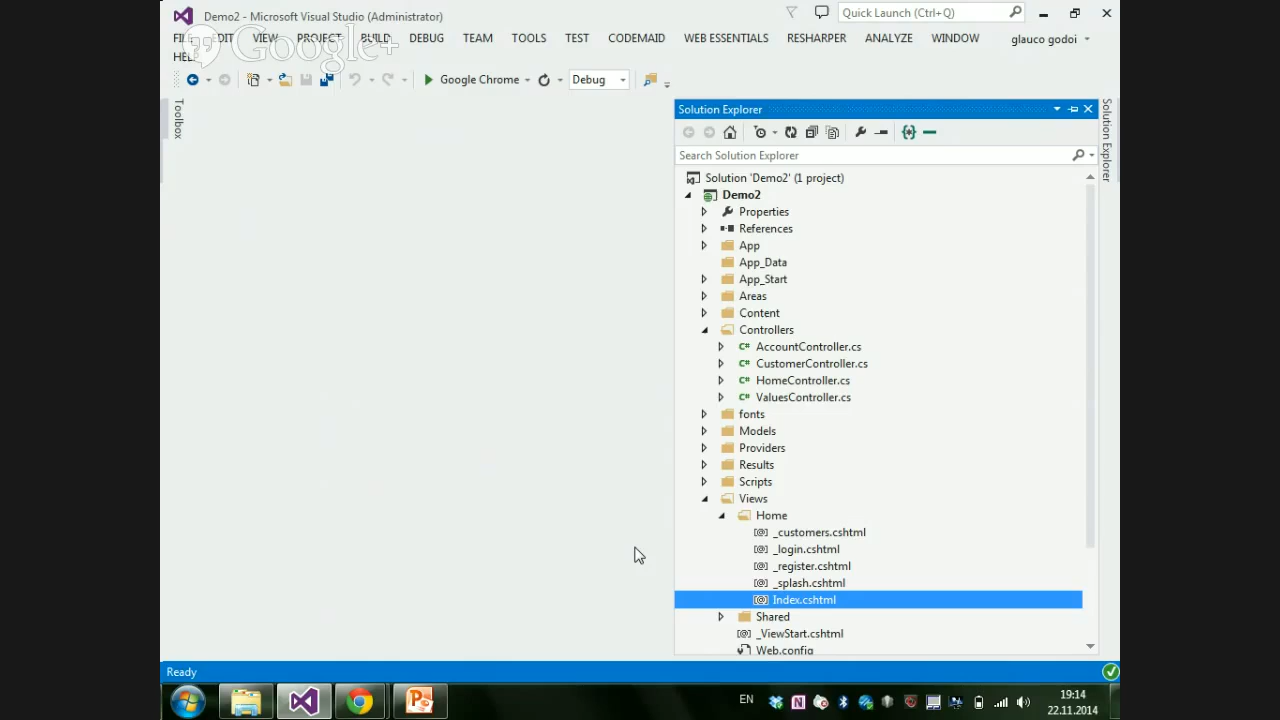 Demo2 - Microsoft Visual Studio (Administrator)
Quick Launch (Ctrl+Q)
Google+
VIEW PROJECT BUILD DEBUG TEAM TOOLS TEST CODEMAID WEB ESSENTIALS RESHARPER ANALYZE WINDOW glauco godoi
Google Chrome Debug
Toolbox
Solution Explorer
Solution Explorer
Search Solution Explorer
Solution 'Demo2' (1 project)
Demo2
Properties
References
App
App_Data
App_Start
Areas
Content
Controllers
C# AccountController.cs
C# CustomerController.cs
C# HomeController.cs
C# ValuesController.cs
fonts
Models
Providers
Results
Scripts
Views
Home
[@] _customers.cshtml
[@] _login.cshtml
[@] _register.cshtml
[@] _splash.cshtml
[@] Index.cshtml
Shared
[@] _ViewStart.cshtml
Web.config
Ready
EN
19:14
22.11.2014